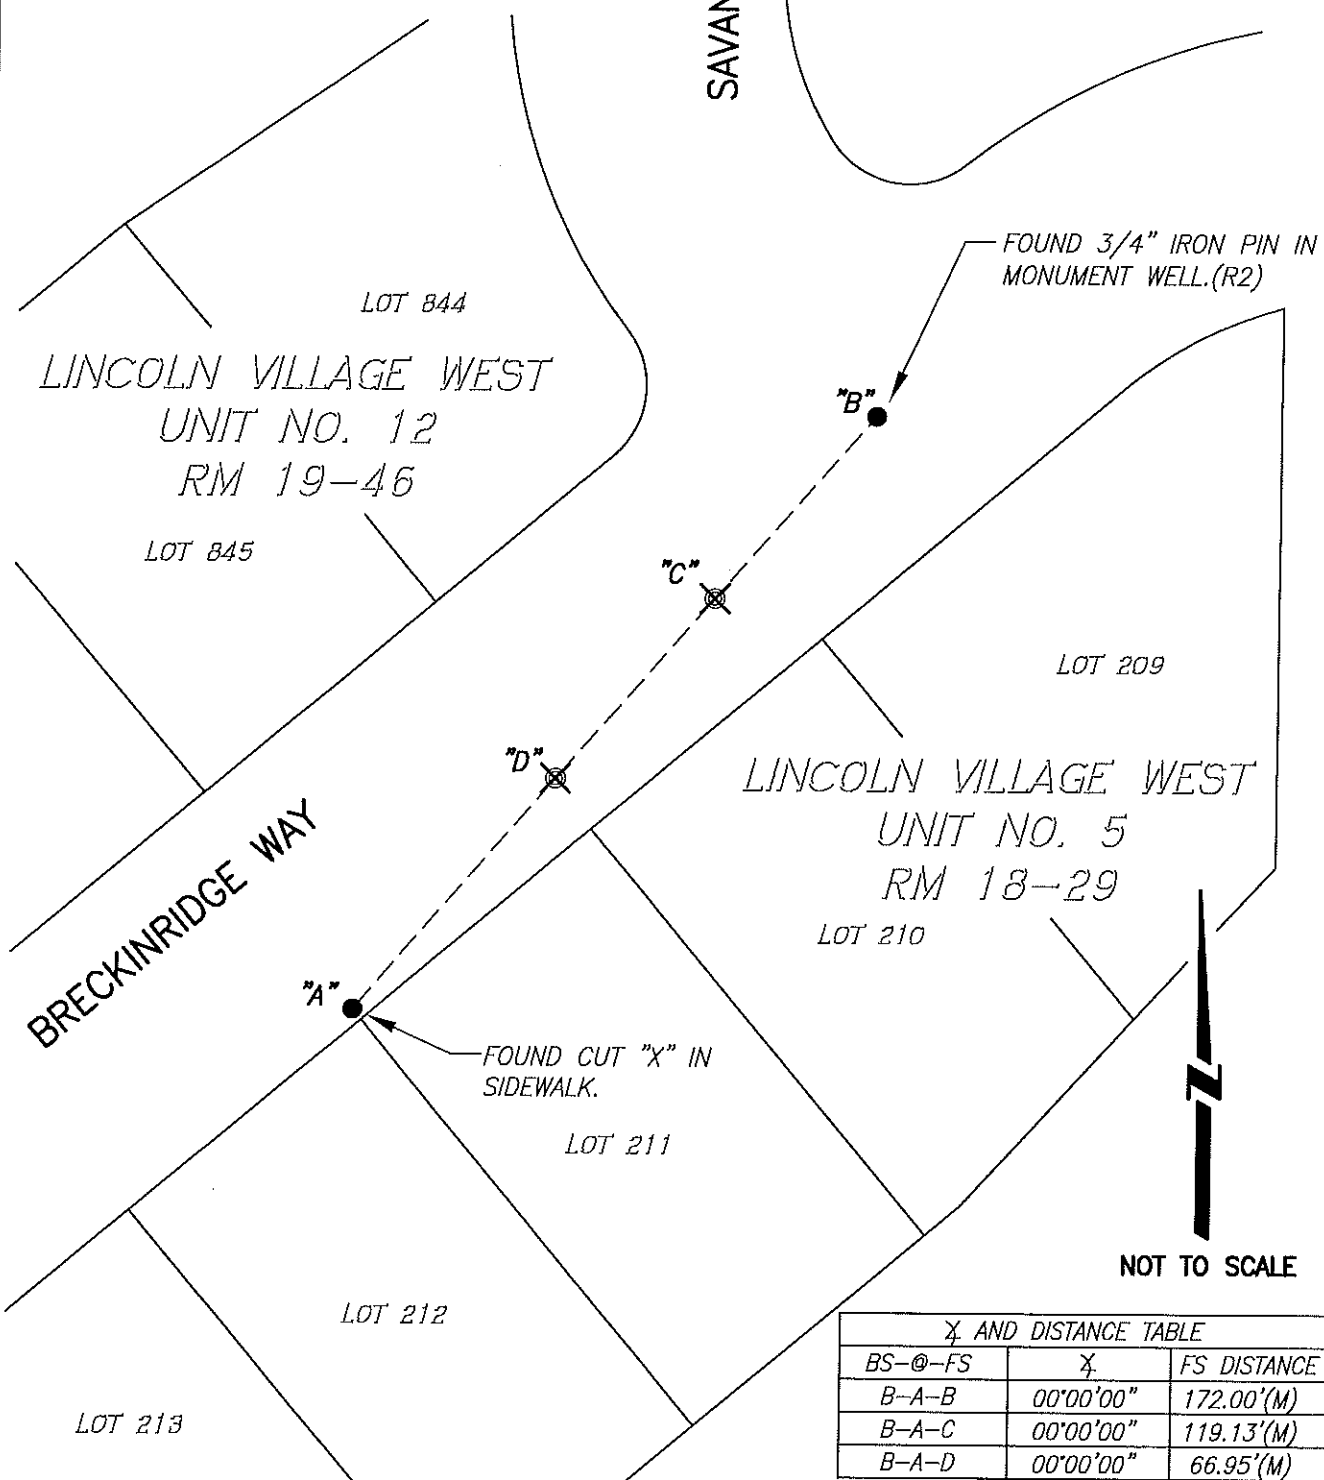 SAVAN
FOUND 3/4" IRON PIN IN
MONUMENT WELL.(R2)
LOT 844
LINCOLN VILLAGE WEST
UNIT NO. 12
RM 19-46
"B"
LOT 845
"C"
LOT 209
"D"
LINCOLN VILLAGE WEST
UNIT NO. 5
RM 18-29
BRECKINRIDGE WAY
LOT 210
"A"
FOUND CUT "X" IN
SIDEWALK.
LOT 211
NOT TO SCALE
LOT 212
AND DISTANCE TABLE
BS-@-FS FS DISTANCE
B-A-B 00°00'00" 172.00'(M)
B-A-C 00°00'00" 119.13'(M)
B-A-D 00°00'00" 66.95'(M)
LOT 213